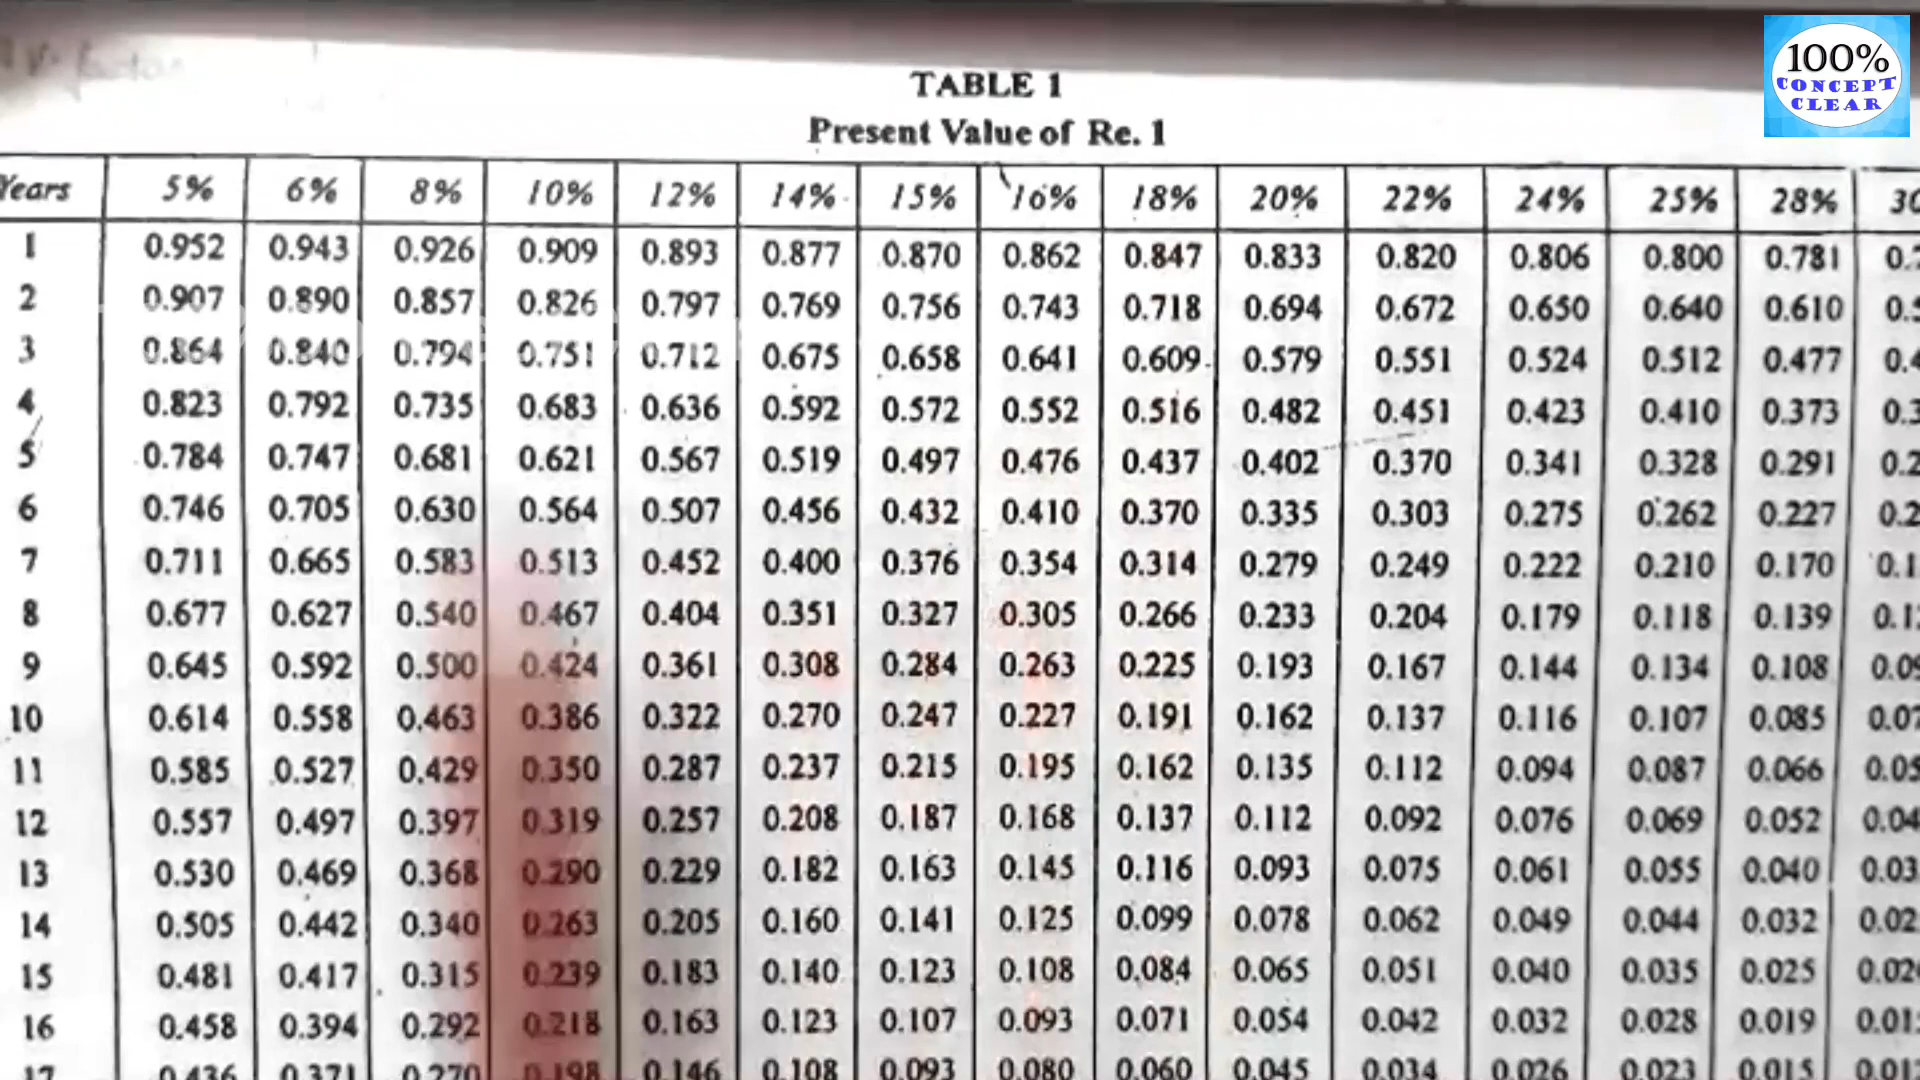 100%
CONCEPT
CLEAR
TABLE 1
Present Value of Re. 1
Years 5% 6% 8% 10% 12% 14% 15% 16% 18% 20% 22% 24% 25% 28%
1 0.952 0.943 0.926 0.909 0.893 0.877 0.870 0.862 0.847 0.833 0.820 0.806 0.800 0.781
2 0.907 0.890 0.857 0.826 0.797 0.769 0.756 0.743 0.718 0.694 0.672 0.650 0.640 0.610
3 0.864 0.840 0.794 0.751 0.712 0.675 0.658 0.641 0.609 0.579 0.551 0.524 0.512 0.477
4 0.823 0.792 0.735 0.683 0.636 0.592 0.572 0.552 0.516 0.482 0.451 0.423 0.410 0.373
5 0.784 0.747 0.681 0.621 0.567 0.519 0.497 0.476 0.437 0.402 0.370 0.341 0.328 0.291
6 0.746 0.705 0.630 0.564 0.507 0.456 0.432 0.410 0.370 0.335 0.303 0.275 0.262 0.227
7 0.711 0.665 0.583 0.513 0.452 0.400 0.376 0.354 0.314 0.279 0.249 0.222 0.210 0.170
8 0.677 0.627 0.540 0.467 0.404 0.351 0.327 0.305 0.266 0.233 0.204 0.179 0.118 0.139
9 0.645 0.592 0.500 0.424 0.361 0.308 0.284 0.263 0.225 0.193 0.167 0.144 0.134 0.108
10 0.614 0.558 0.463 0.386 0.322 0.270 0.247 0.227 0.191 0.162 0.137 0.116 0.107 0.085
11 0.585 0.527 0.429 0.350 0.287 0.237 0.215 0.195 0.162 0.135 0.112 0.094 0.087 0.066
12 0.557 0.497 0.397 0.319 0.257 0.208 0.187 0.168 0.137 0.112 0.092 0.076 0.069 0.052
13 0.530 0.469 0.368 0.290 0.229 0.182 0.163 0.145 0.116 0.093 0.075 0.061 0.055 0.040
14 0.505 0.442 0.340 0.263 0.205 0.160 0.141 0.125 0.099 0.078 0.062 0.049 0.044 0.032
15 0.481 0.417 0.315 0.239 0.183 0.140 0.123 0.108 0.084 0.065 0.051 0.040 0.035 0.025
16 0.458 0.394 0.292 0.218 0.163 0.123 0.107 0.093 0.071 0.054 0.042 0.032 0.028 0.019
17 0.436 0.371 0.270 0.198 0.146 0.108 0.093 0.080 0.060 0.045 0.034 0.026 0.023 0.015